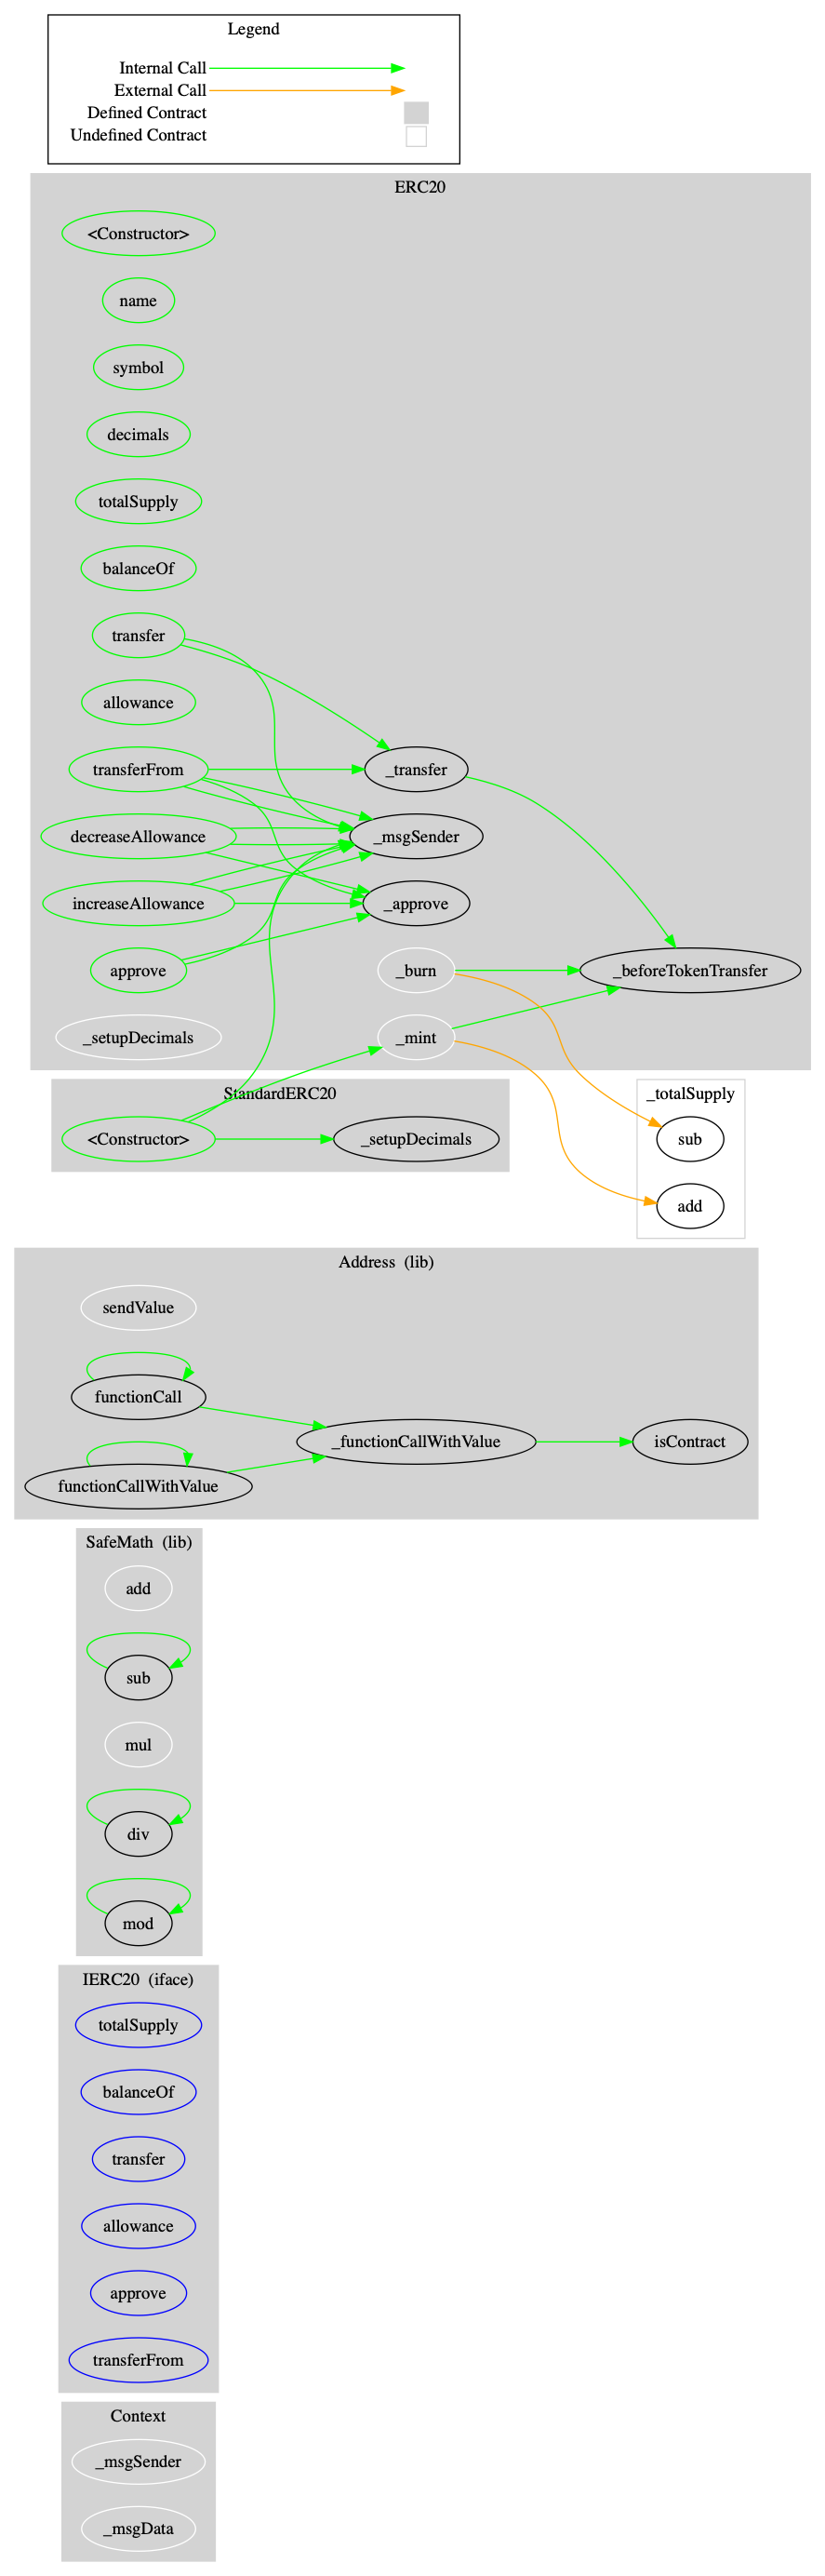 Legend
Internal Call
External Call
Defined Contract
Undefined Contract
ERC20
<Constructor>
name
symbol
decimals
totalSupply
balanceOf
transfer
allowance
transferFrom
_transfer
decreaseAllowance
_msgSender
increaseAllowance
_approve
approve
_burn
_beforeTokenTransfer
_setupDecimals
_mint
StandardERC20
_totalSupply
<Constructor>
_setupDecimals
sub
add
Address (lib)
sendValue
functionCall
_functionCallWithValue
isContract
functionCallWithValue
SafeMath (lib)
add
sub
mul
div
mod
IERC20 (iface)
totalSupply
balanceOf
transfer
allowance
approve
transferFrom
Context
_msgSender
_msgData